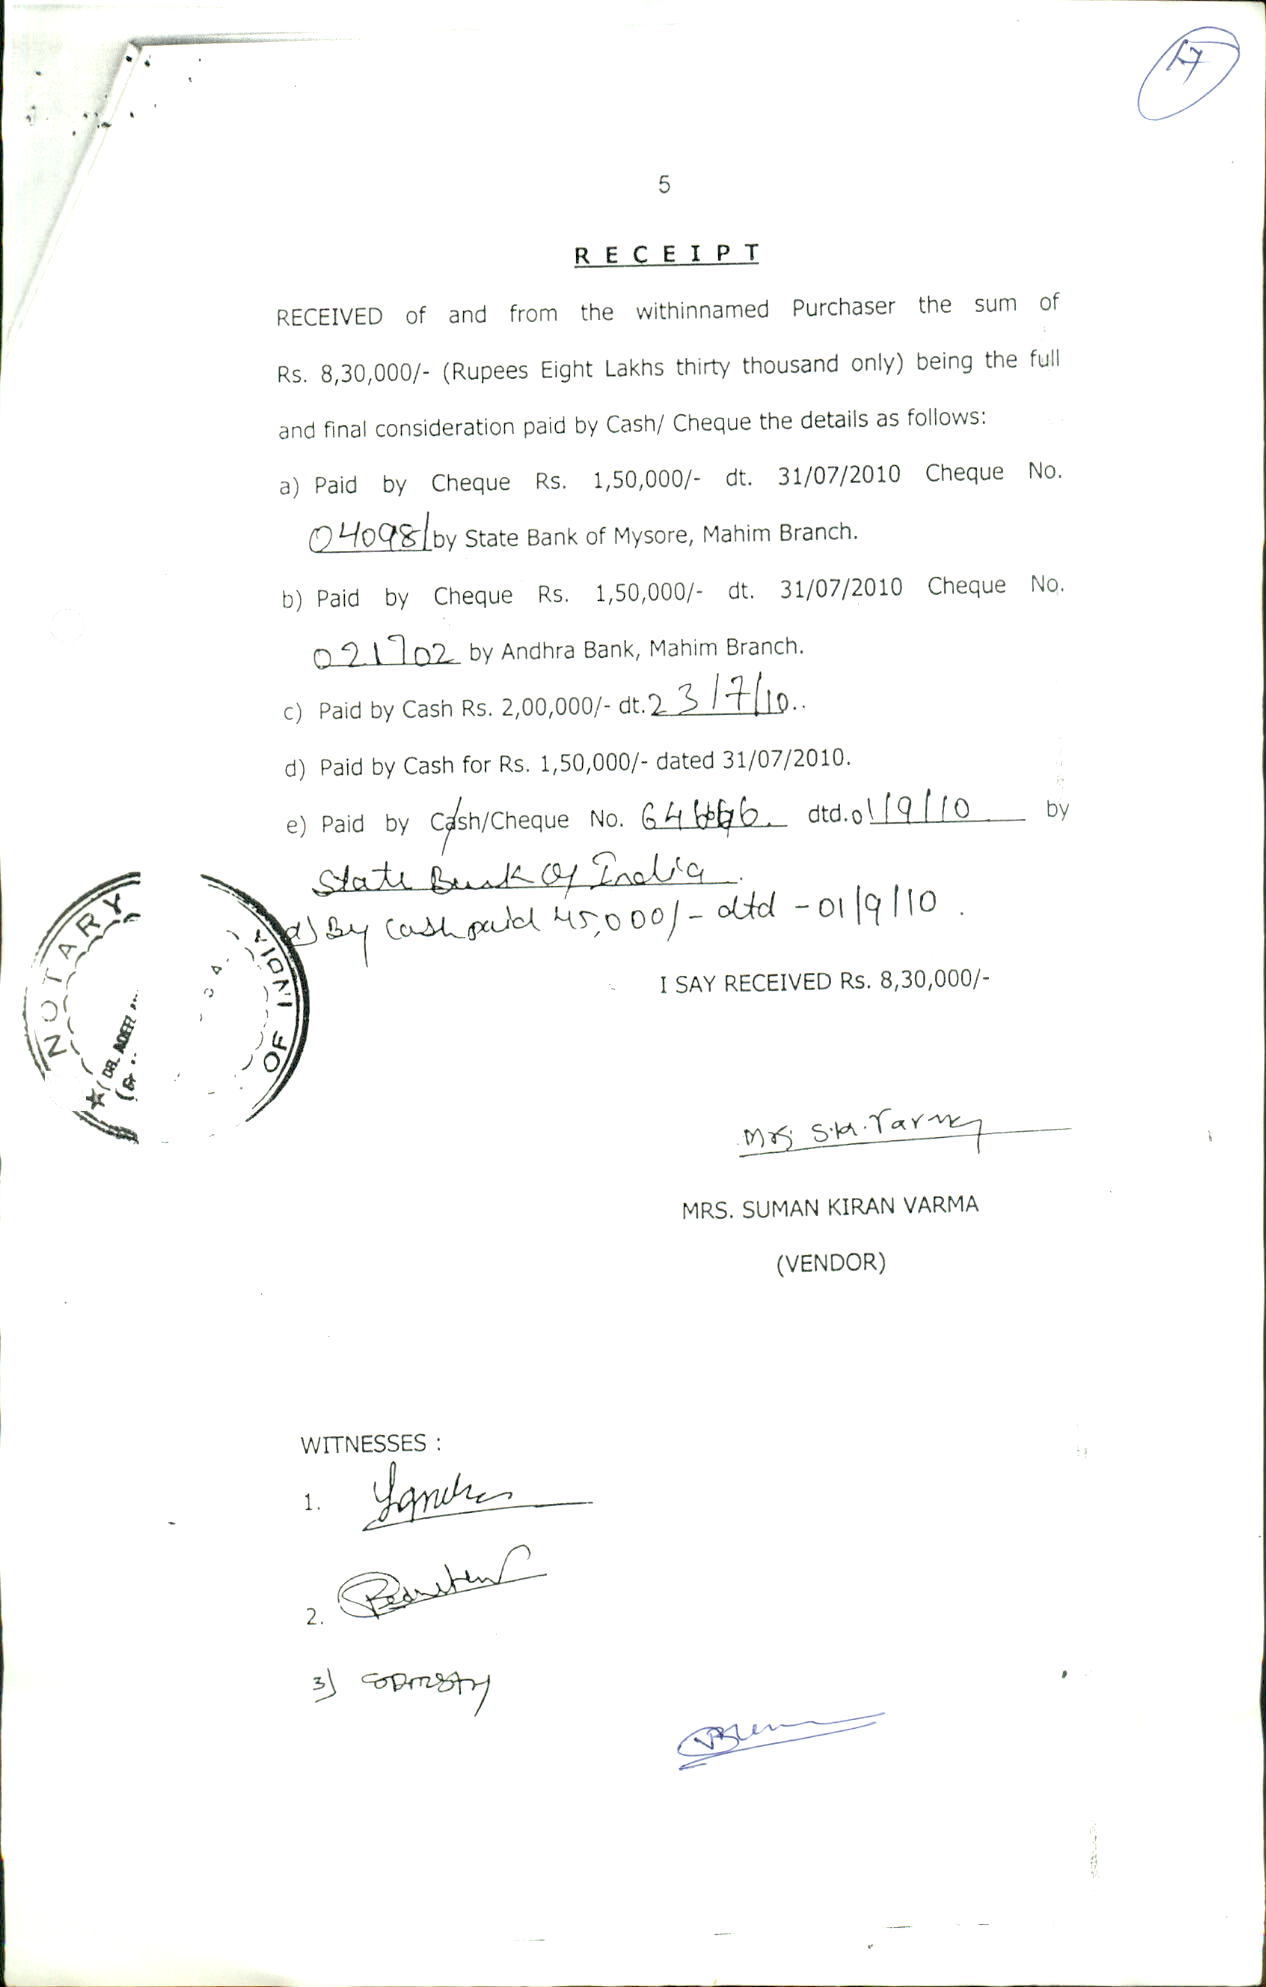 17
5
RECEIPT
RECEIVED of and from the withinnamed Purchaser the sum of
Rs. 8,30,000/- (Rupees Eight Lakhs thirty thousand only) being the full
and final consideration paid by Cash/ Cheque the details as follows:
a) Paid by Cheque Rs. 1,50,000/- dt. 31/07/2010 Cheque No.
040981 by State Bank of Mysore, Mahim Branch.
b) Paid by Cheque Rs. 1,50,000/- dt. 31/07/2010 Cheque No.
021702 by Andhra Bank, Mahim Branch.
c) Paid by Cash Rs. 2,00,000/- dt. 23/7/10..
d) Paid by Cash for Rs. 1,50,000/- dated 31/07/2010.
e) Paid by Cash/Cheque No. dtd. 01/9/10 by
State Bank Of India.
d) By Cash paid 45,000/- dtd - 01/9/10.
NOTARY
OF INDIA
I SAY RECEIVED Rs. 8,30,000/-
Mrs. S.K. Varma
MRS. SUMAN KIRAN VARMA
(VENDOR)
WITNESSES :
1.
2.
3)